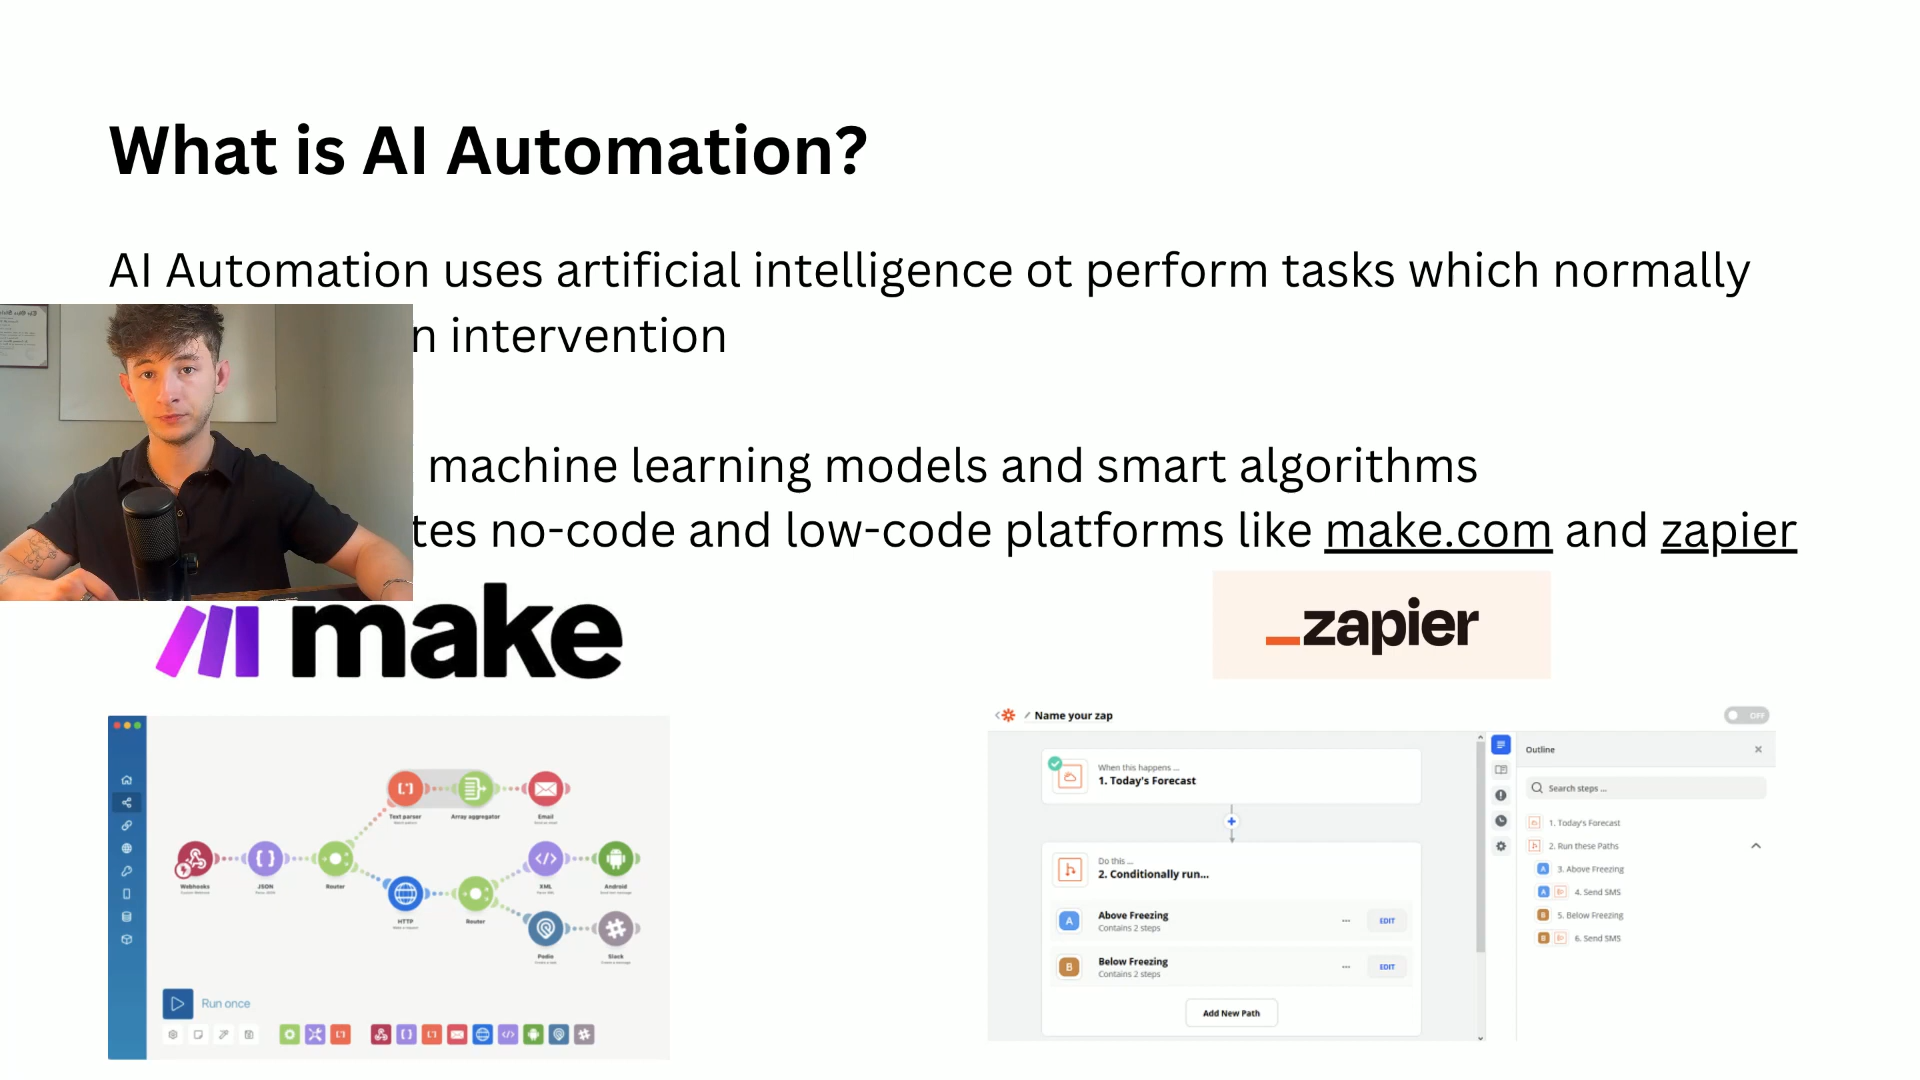 What is AI Automation?
AI Automation uses artificial intelligence ot perform tasks which normally
n intervention
machine learning models and smart algorithms
tes no-code and low-code platforms like make.com and zapier
make
zapier
Text parser
Array aggregator
Email
Webhooks
JSON
Router
XML
Android
HTTP
Router
Podio
Slack
Run once
Name your zap
OFF
When this happens ...
1. Today's Forecast
Do this ...
2. Conditionally run...
A
Above Freezing
Contains 2 steps
EDIT
B
Below Freezing
Contains 2 steps
EDIT
Add New Path
Outline
Search steps ...
1. Today's Forecast
2. Run these Paths
A 3. Above Freezing
A 4. Send SMS
B 5. Below Freezing
B 6. Send SMS